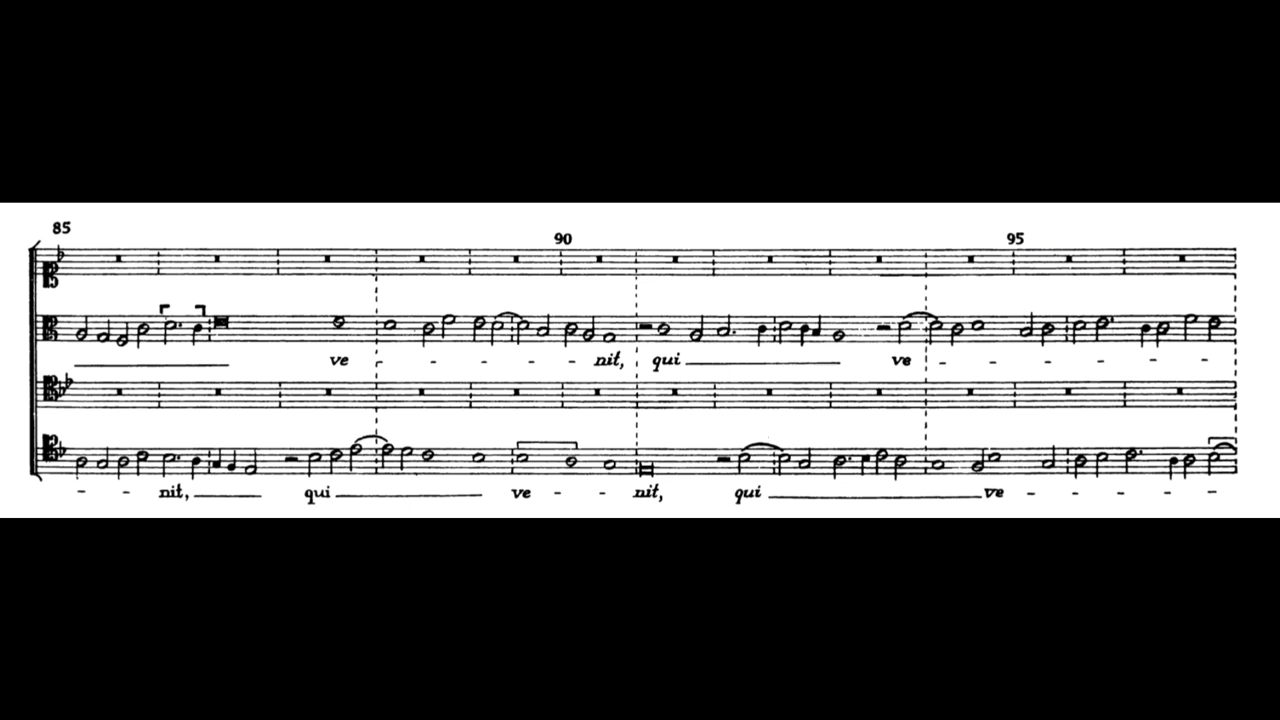 85
90 95
ve - - - - - nit, qui ve - - - - - - - -
- - nit, qui ve - - nit, qui ve - - - - - -